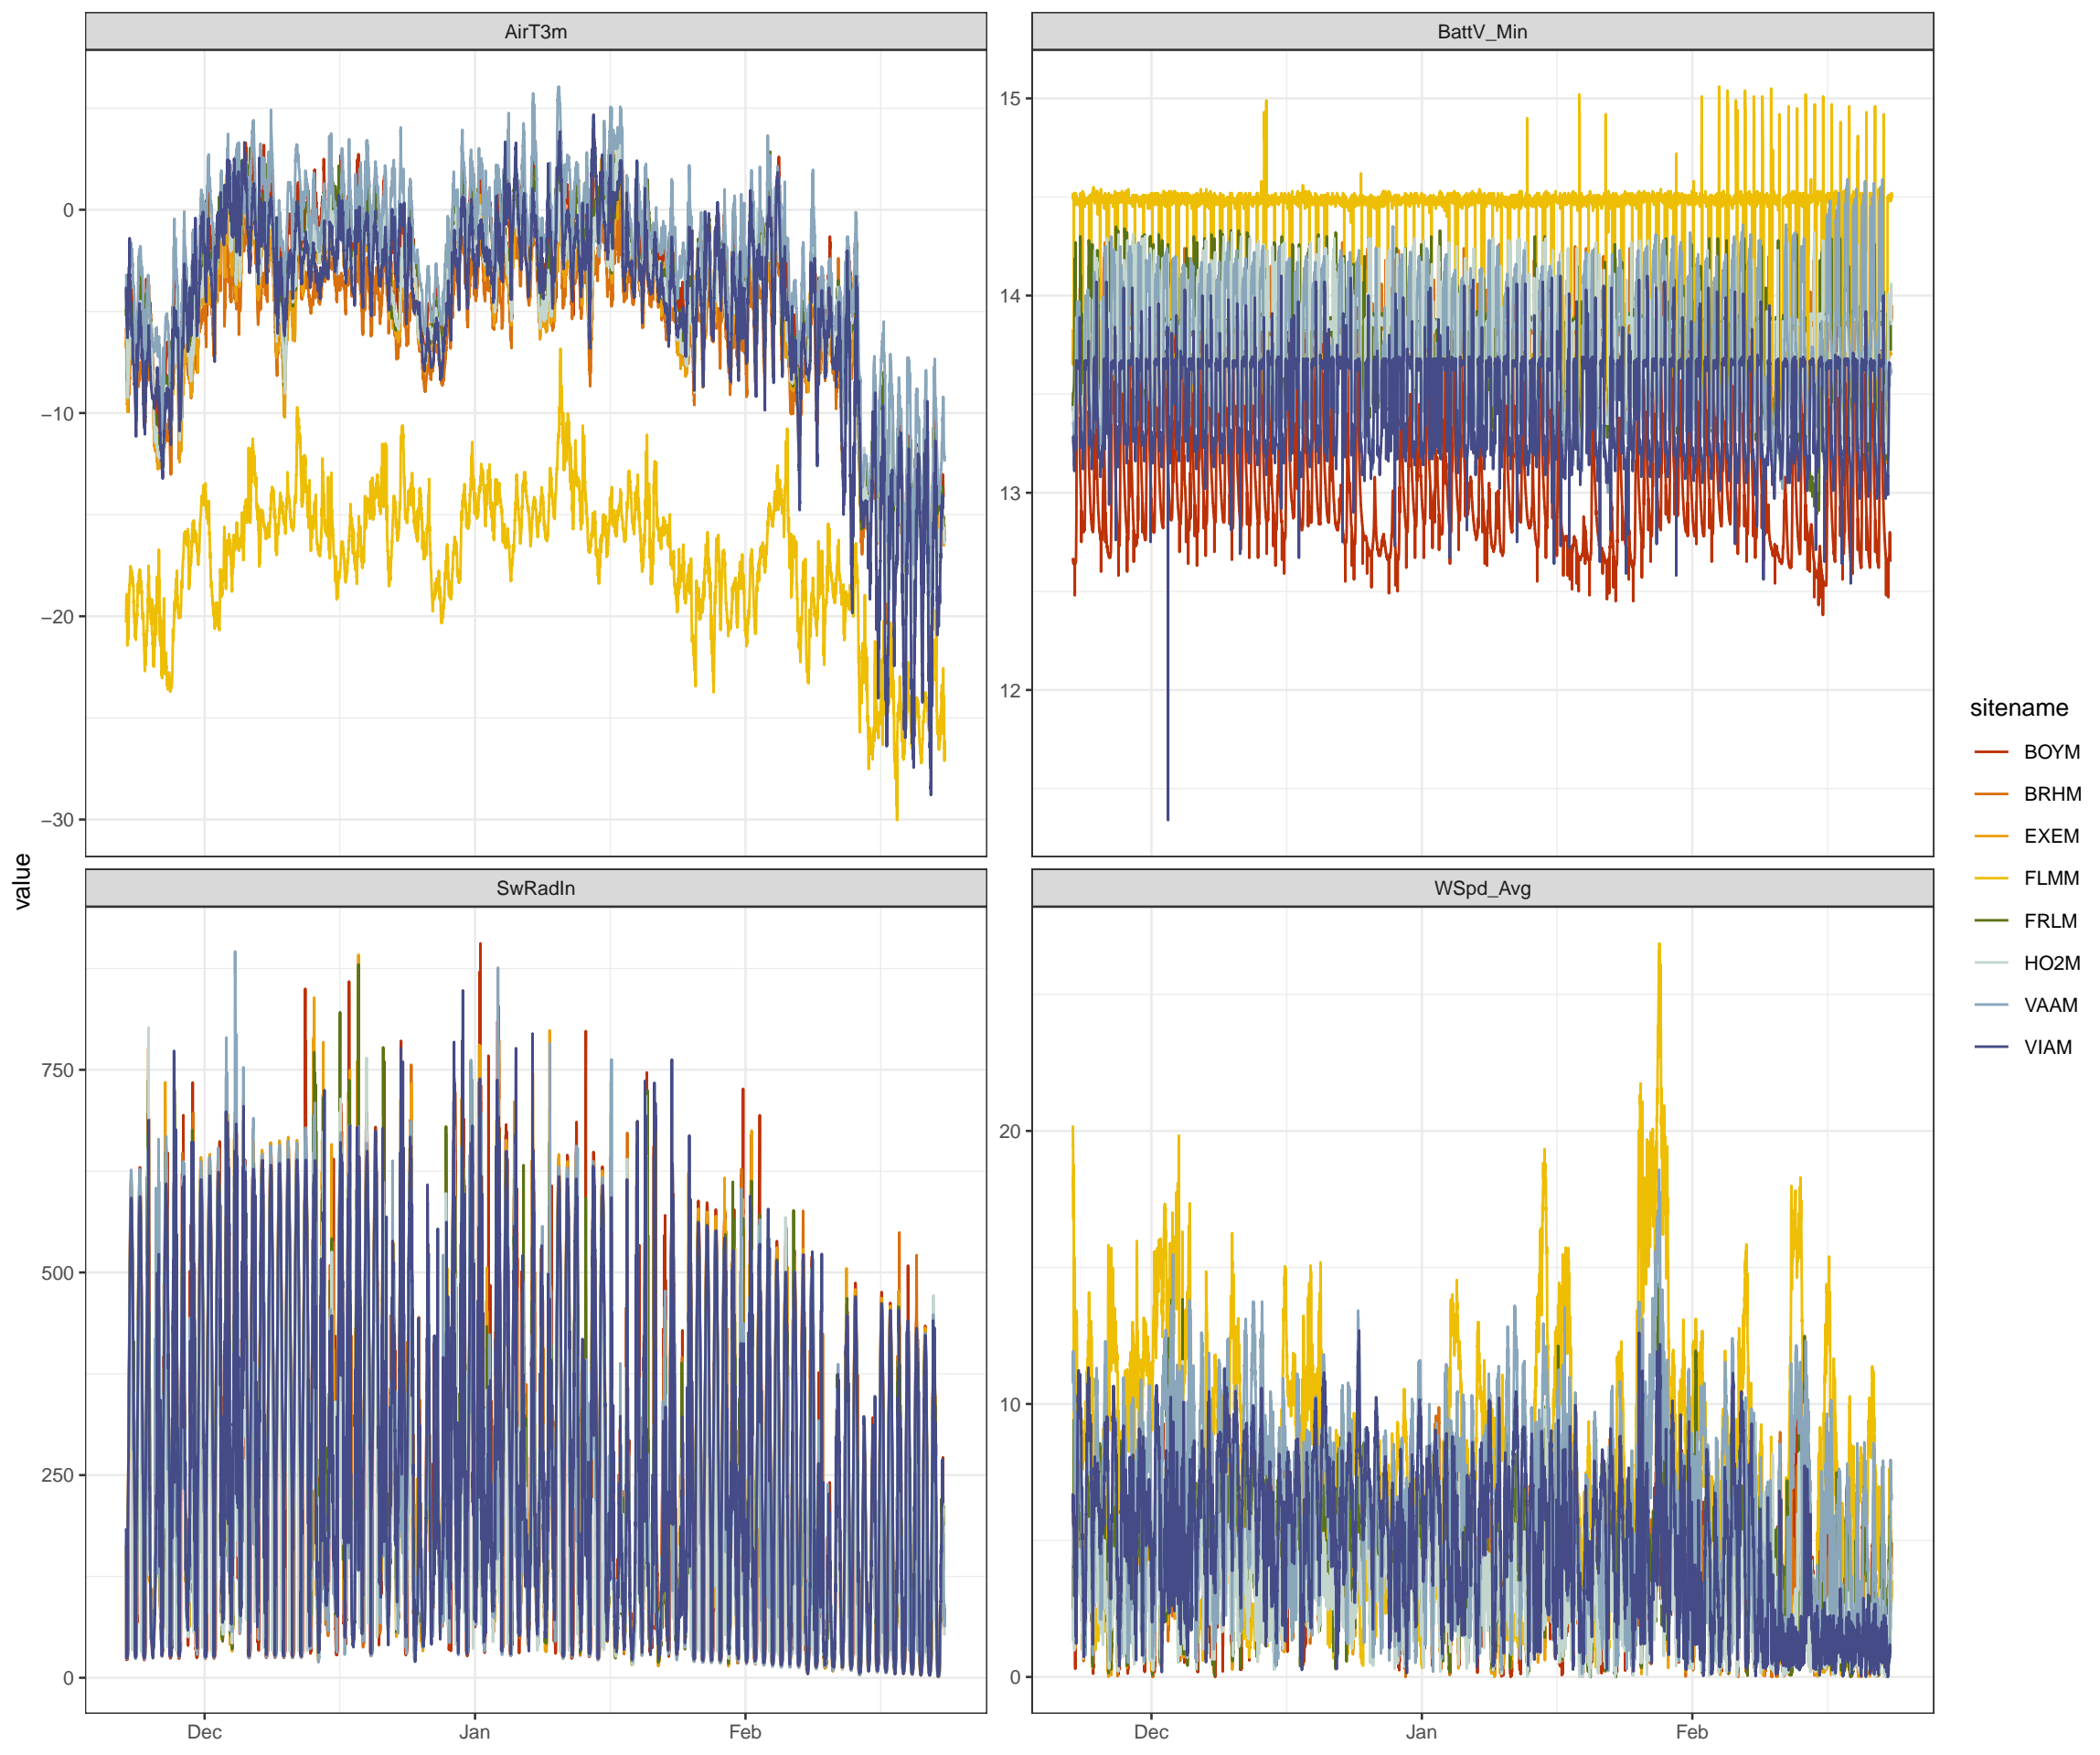 AirT3m
BattV_Min
0
−10
−20
−30
15
14
13
12
value
SwRadIn
WSpd_Avg
750
500
250
0
20
10
0
Dec
Jan
Feb
Dec
Jan
Feb
sitename
BOYM
BRHM
EXEM
FLMM
FRLM
HO2M
VAAM
VIAM